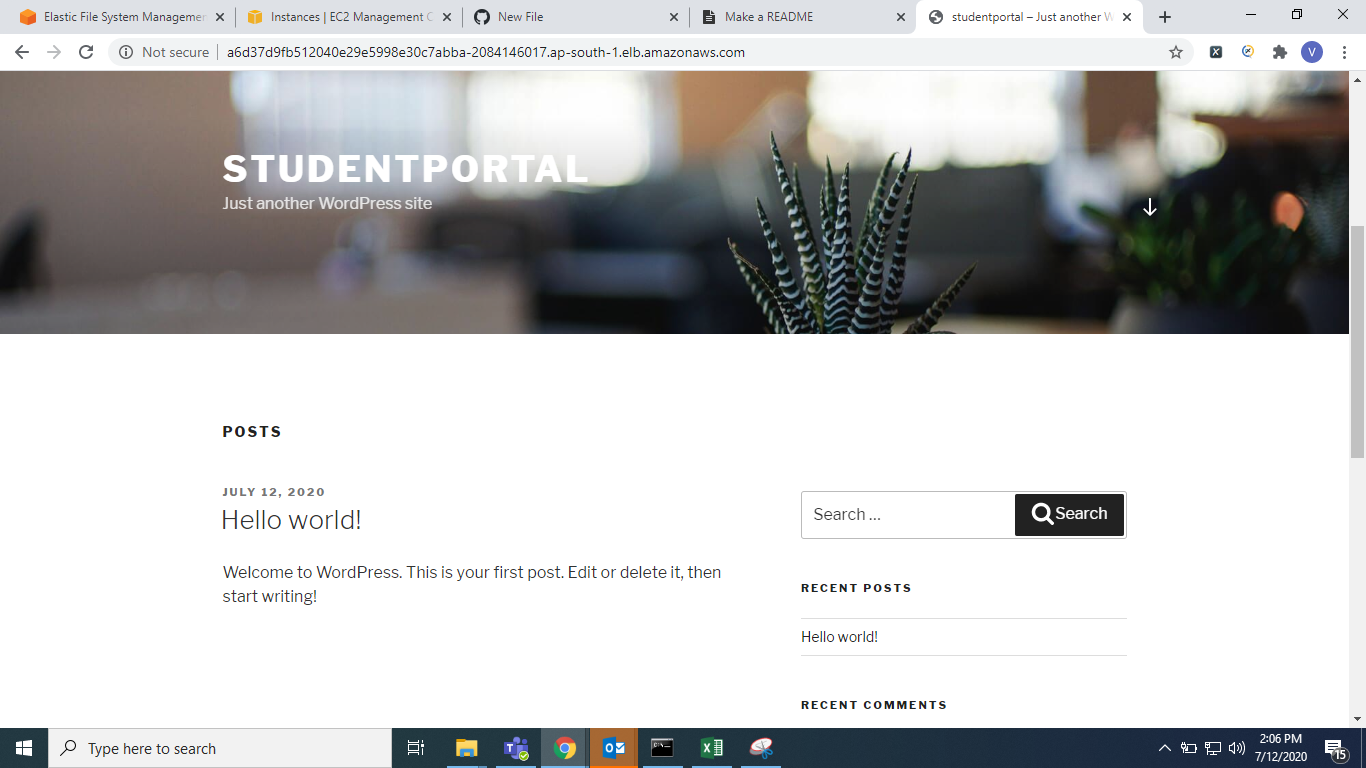 Elastic File System Managemen
Instances | EC2 Management C
New File
Make a README
studentportal – Just another W
Not secure
a6d37d9fb512040e29e5998e30c7abba-2084146017.ap-south-1.elb.amazonaws.com
V
STUDENTPORTAL
Just another WordPress site
POSTS
JULY 12, 2020
Hello world!
Welcome to WordPress. This is your first post. Edit or delete it, then
start writing!
Search …
Search
RECENT POSTS
Hello world!
RECENT COMMENTS
Type here to search
2:06 PM
7/12/2020
15